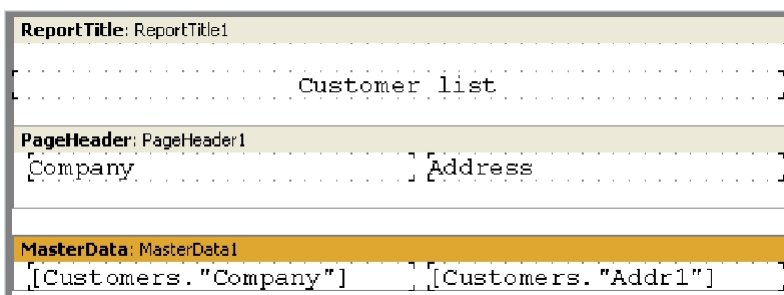 ReportTitle: ReportTitle1
Customer list
PageHeader: PageHeader1
Company Address
MasterData: MasterData1
[Customers."Company"] [Customers."Addr1"]